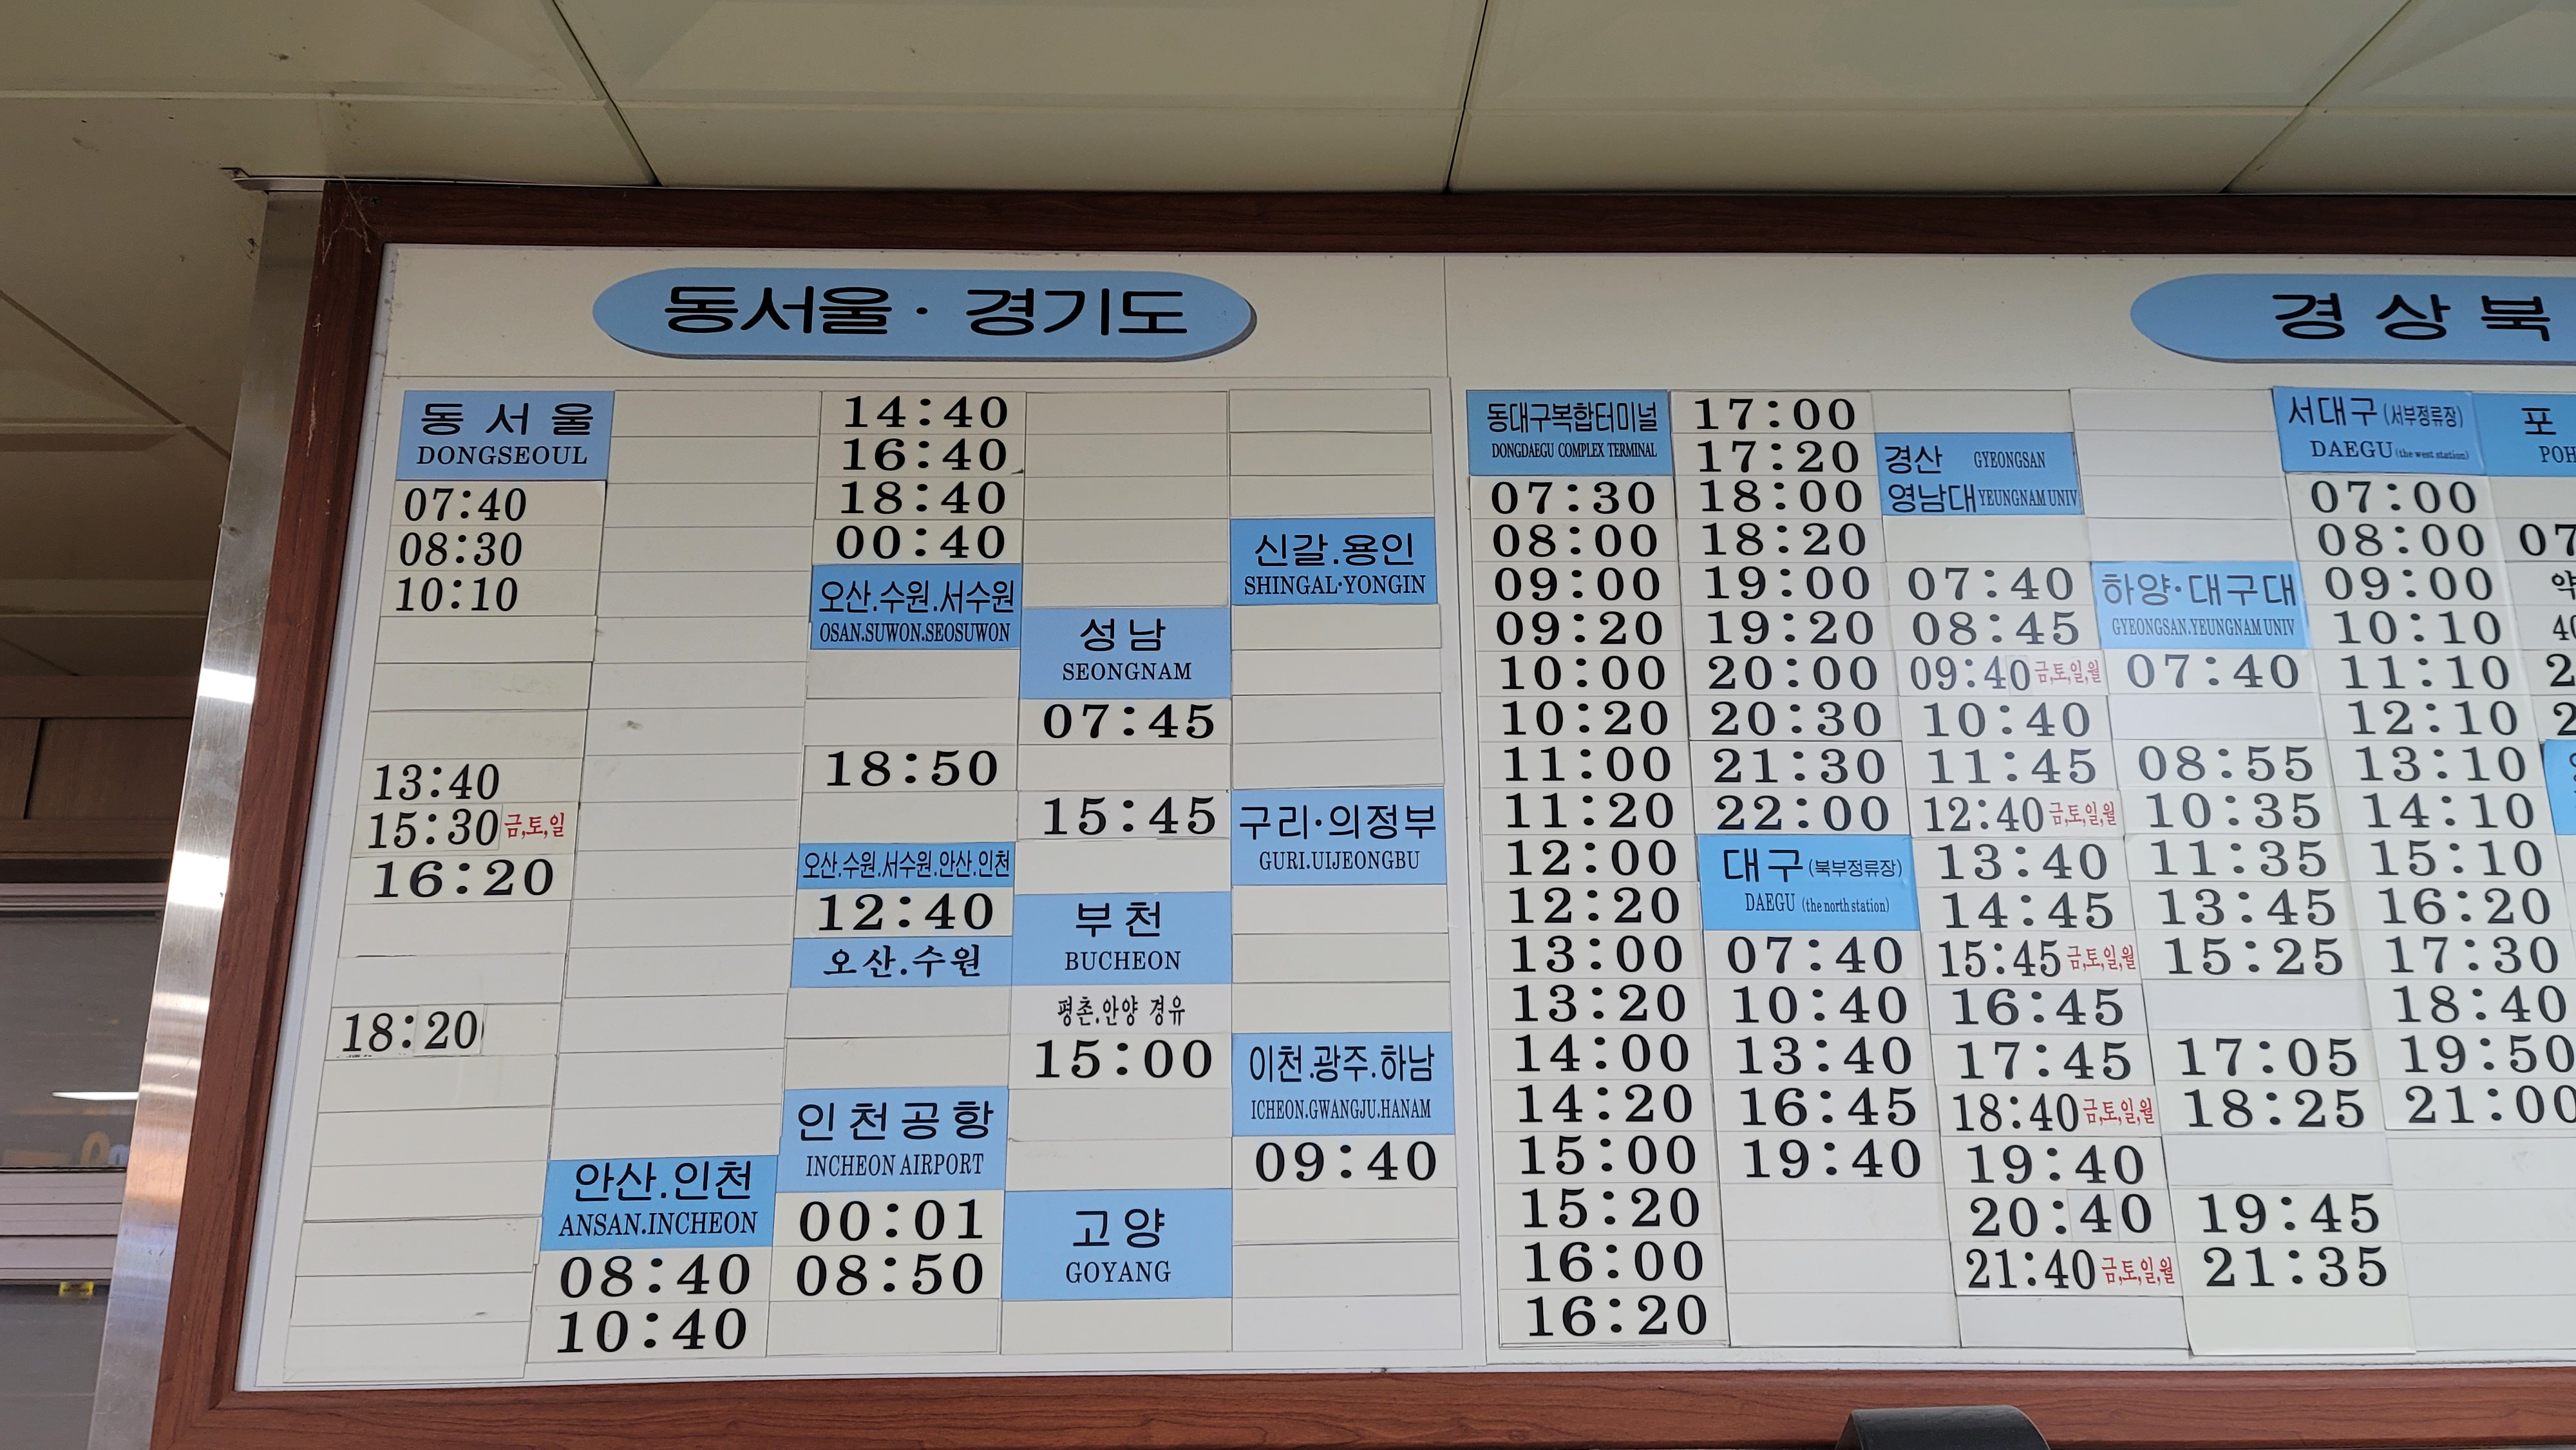 동서울 · 경기도
동서울
DONGSEOUL
07:40
08:30
10:10
13:40
15:30 금,토,일
16:20
18:20
안산.인천
ANSAN.INCHEON
08:40
10:40
14:40
16:40
18:40
00:40
오산.수원.서수원
OSAN.SUWON.SEOSUWON
18:50
오산.수원.서수원.안산.인천
12:40
오산.수원
인천공항
INCHEON AIRPORT
00:01
08:50
성남
SEONGNAM
07:45
15:45
부천
BUCHEON
평촌.안양 경유
15:00
고양
GOYANG
신갈.용인
SHINGAL·YONGIN
구리·의정부
GURI.UIJEONGBU
이천.광주.하남
ICHEON.GWANGJU.HANAM
09:40
경상북
동대구복합터미널
DONGDAEGU COMPLEX TERMINAL
07:30
08:00
09:00
09:20
10:00
10:20
11:00
11:20
12:00
12:20
13:00
13:20
14:00
14:20
15:00
15:20
16:00
16:20
17:00
17:20
18:00
18:20
19:00
19:20
20:00
20:30
21:30
22:00
대구 (북부정류장)
DAEGU (the north station)
07:40
10:40
13:40
16:45
19:40
경산 GYEONGSAN
영남대 YEUNGNAM UNIV
07:40
08:45
09:40 금,토,일,월
10:40
11:45
12:40 금,토,일,월
13:40
14:45
15:45 금,토,일,월
16:45
17:45
18:40 금,토,일,월
19:40
20:40
21:40 금,토,일,월
하양·대구대
GYEONGSAN.YEUNGNAM UNIV
07:40
08:55
10:35
11:35
13:45
15:25
17:05
18:25
19:45
21:35
서대구 (서부정류장)
DAEGU (the west station)
07:00
08:00
09:00
10:10
11:10
12:10
13:10
14:10
15:10
16:20
17:30
18:40
19:50
21:00
포
POH
07
약
40
2
2